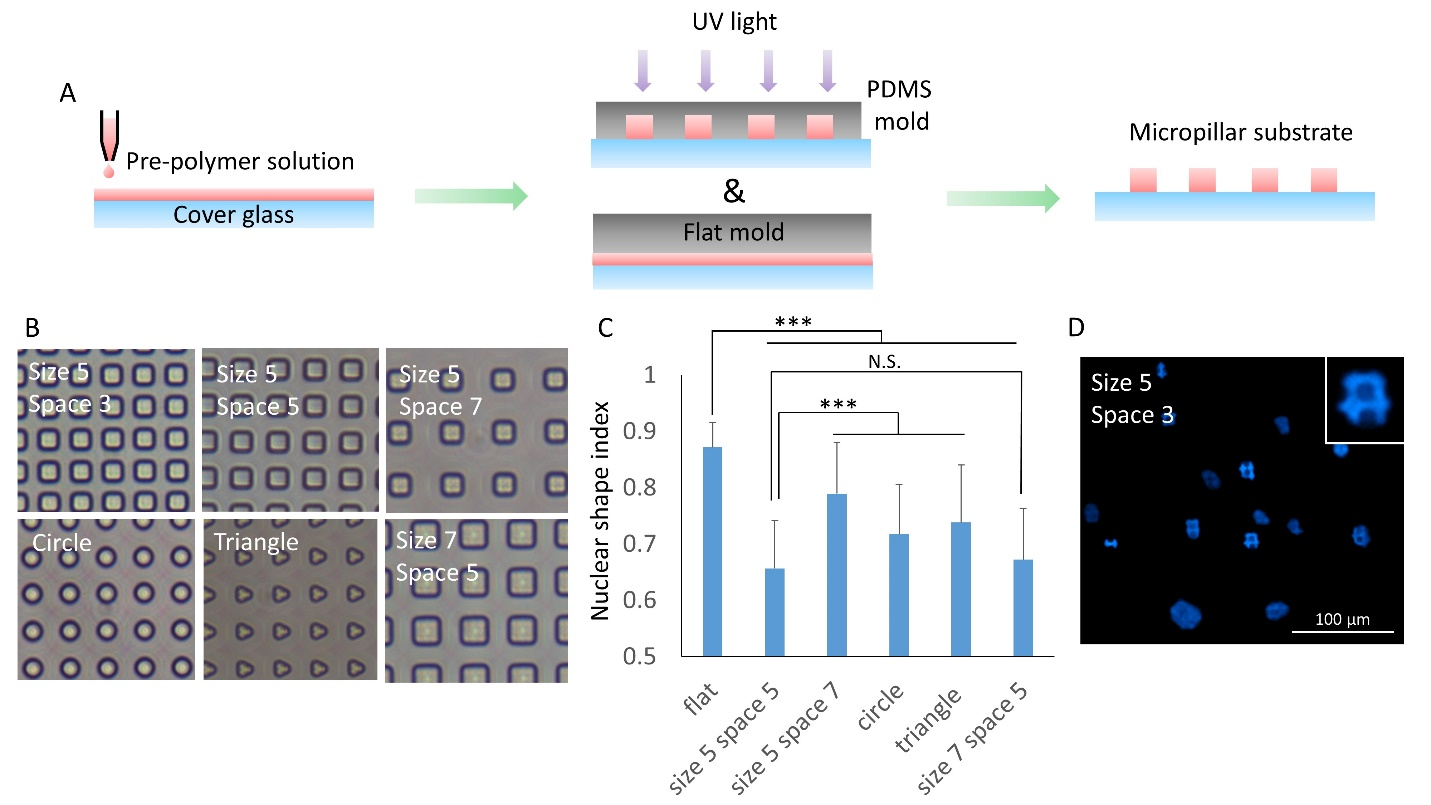 A
UV light
PDMS
mold
Pre-polymer solution
Cover glass
&
Flat mold
Micropillar substrate
B
Size 5
Space 3
Size 5
Space 5
Size 5
Space 7
Circle
Triangle
Size 7
Space 5
C
***
N.S.
***
Nuclear shape index
1
0.9
0.8
0.7
0.6
0.5
flat
size 5 space 5
size 5 space 7
circle
triangle
size 7 space 5
D
Size 5
Space 3
100 μm